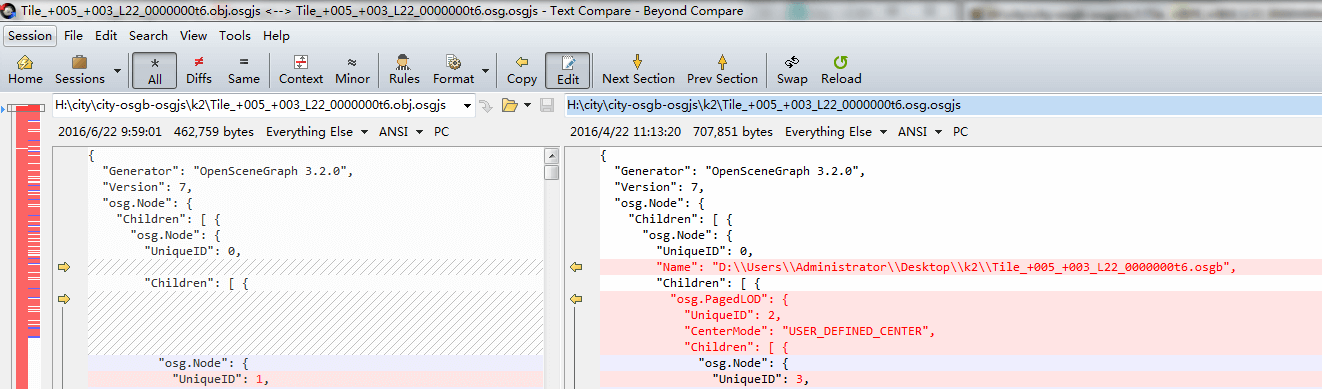 Tile_+005_+003_L22_0000000t6.obj.osgjs <--> Tile_+005_+003_L22_0000000t6.osg.osgjs - Text Compare - Beyond Compare
Session File Edit Search View Tools Help
Home Sessions All Diffs Same Context Minor Rules Format Copy Edit Next Section Prev Section Swap Reload
H:\city\city-osgb-osgjs\k2\Tile_+005_+003_L22_0000000t6.obj.osgjs
2016/6/22 9:59:01 462,759 bytes Everything Else ANSI PC
{
"Generator": "OpenSceneGraph 3.2.0",
"Version": 7,
"osg.Node": {
"Children": [ {
"osg.Node": {
"UniqueID": 0,
"Children": [ {
"osg.Node": {
"UniqueID": 1,
H:\city\city-osgb-osgjs\k2\Tile_+005_+003_L22_0000000t6.osg.osgjs
2016/4/22 11:13:20 707,851 bytes Everything Else ANSI PC
{
"Generator": "OpenSceneGraph 3.2.0",
"Version": 7,
"osg.Node": {
"Children": [ {
"osg.Node": {
"UniqueID": 0,
"Name": "D:\\Users\\Administrator\\Desktop\\k2\\Tile_+005_+003_L22_0000000t6.osgb",
"Children": [ {
"osg.PagedLOD": {
"UniqueID": 2,
"CenterMode": "USER_DEFINED_CENTER",
"Children": [ {
"osg.Node": {
"UniqueID": 3,